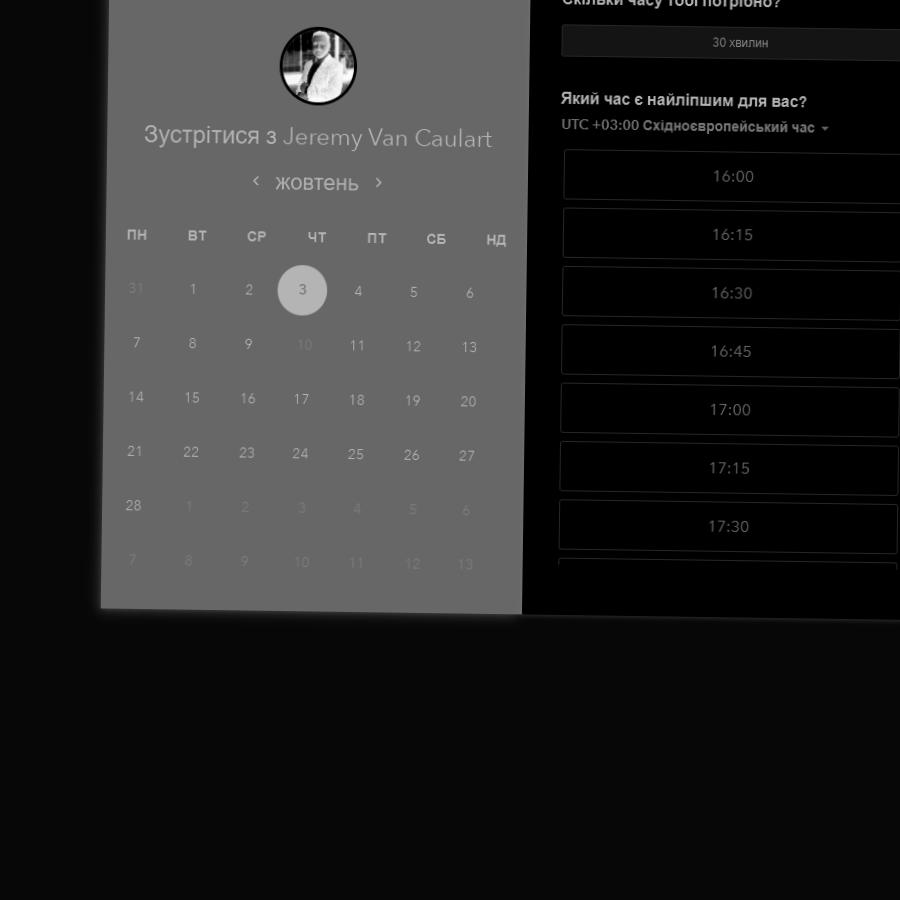 Зустрітися з Jeremy Van Caulart
жовтень
ПН ВТ СР ЧТ ПТ СБ НД
31 1 2 3 4 5 6
7 8 9 10 11 12 13
14 15 16 17 18 19 20
21 22 23 24 25 26 27
28 1 2 3 4 5 6
7 8 9 10 11 12 13
Скільки часу тобі потрібно?
30 хвилин
Який час є найліпшим для вас?
UTC +03:00 Східноєвропейський час
16:00
16:15
16:30
16:45
17:00
17:15
17:30